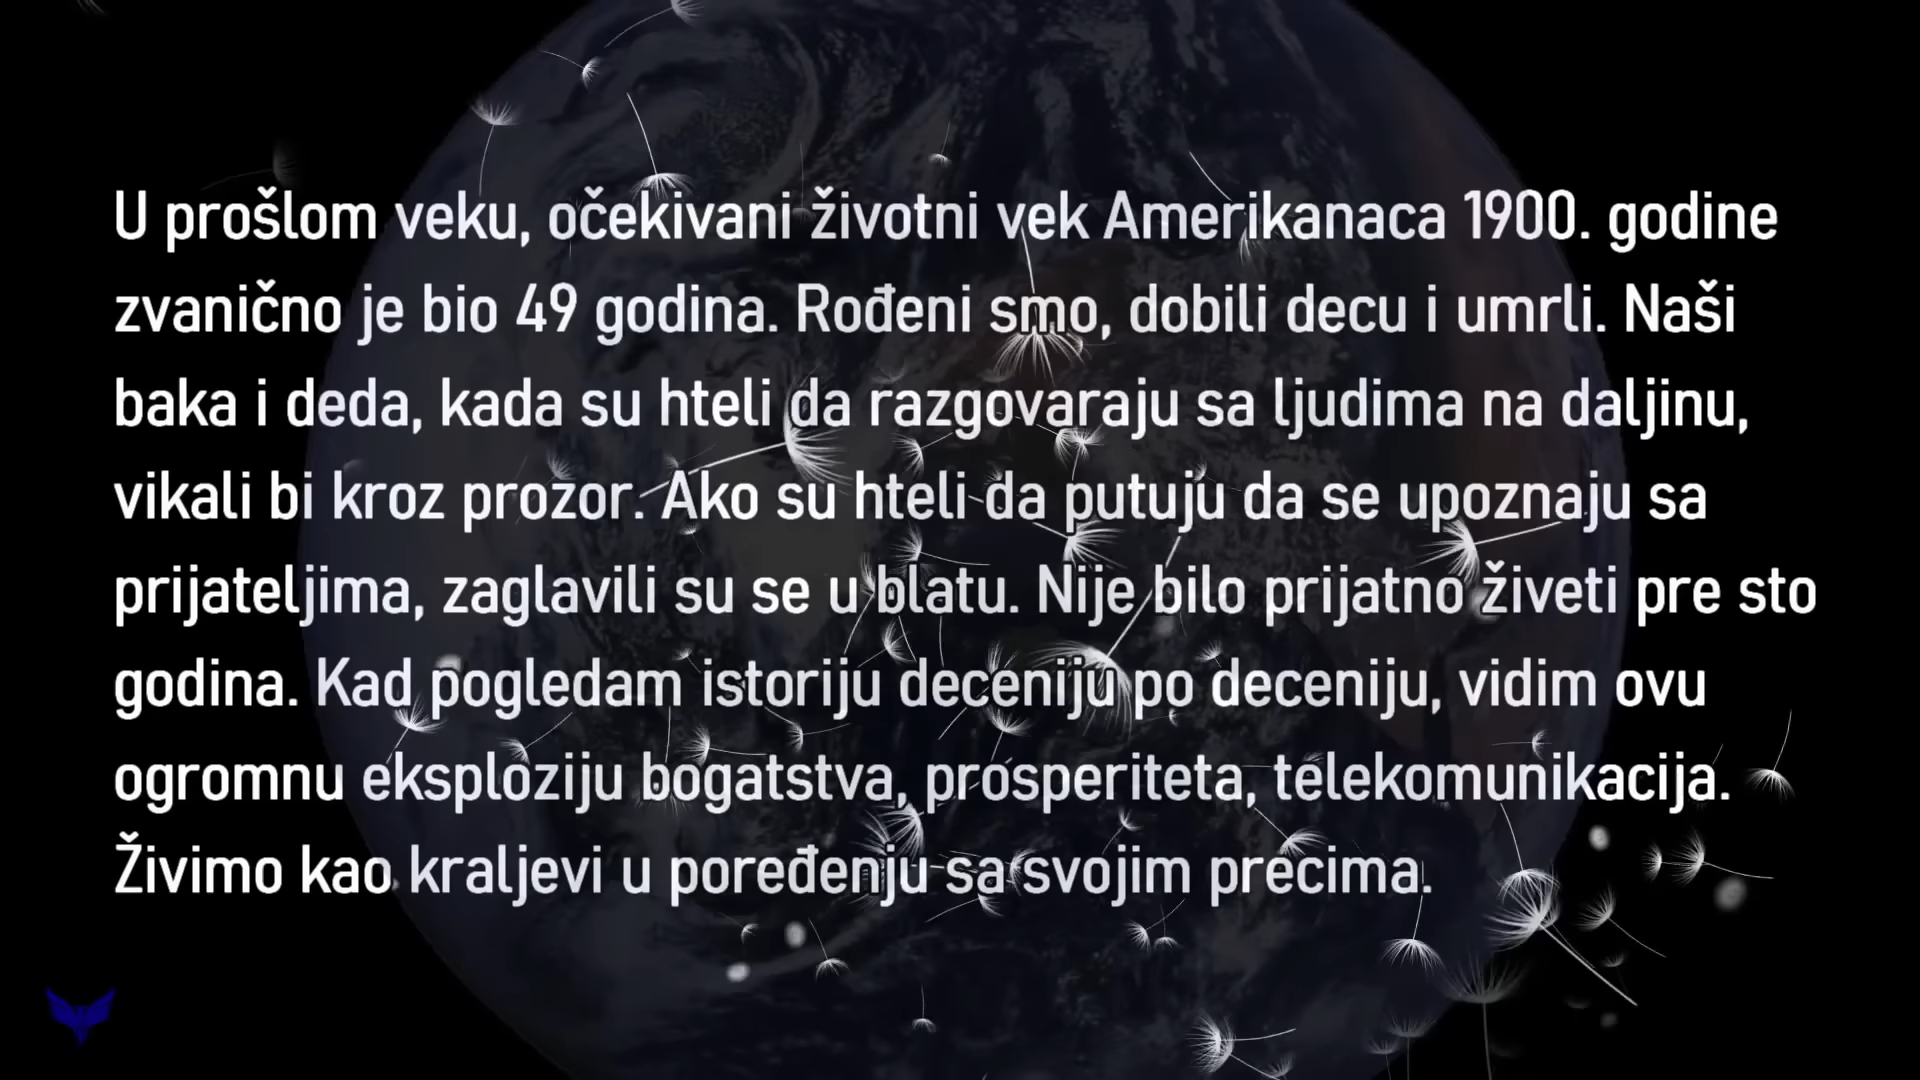 U prošlom veku, očekivani životni vek Amerikanaca 1900. godine
zvanično je bio 49 godina. Rođeni smo, dobili decu i umrli. Naši
baka i deda, kada su hteli da razgovaraju sa ljudima na daljinu,
vikali bi kroz prozor. Ako su hteli da putuju da se upoznaju sa
prijateljima, zaglavili su se u blatu. Nije bilo prijatno živeti pre sto
godina. Kad pogledam istoriju deceniju po deceniju, vidim ovu
ogromnu eksploziju bogatstva, prosperiteta, telekomunikacija.
Živimo kao kraljevi u poređenju sa svojim precima.